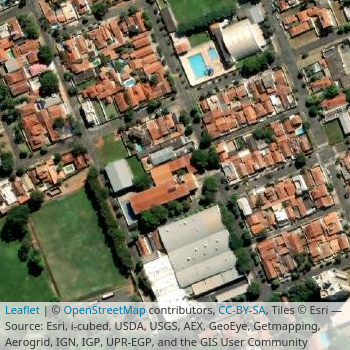 Leaflet | © OpenStreetMap contributors, CC-BY-SA, Tiles © Esri —
Source: Esri, i-cubed, USDA, USGS, AEX, GeoEye, Getmapping,
Aerogrid, IGN, IGP, UPR-EGP, and the GIS User Community